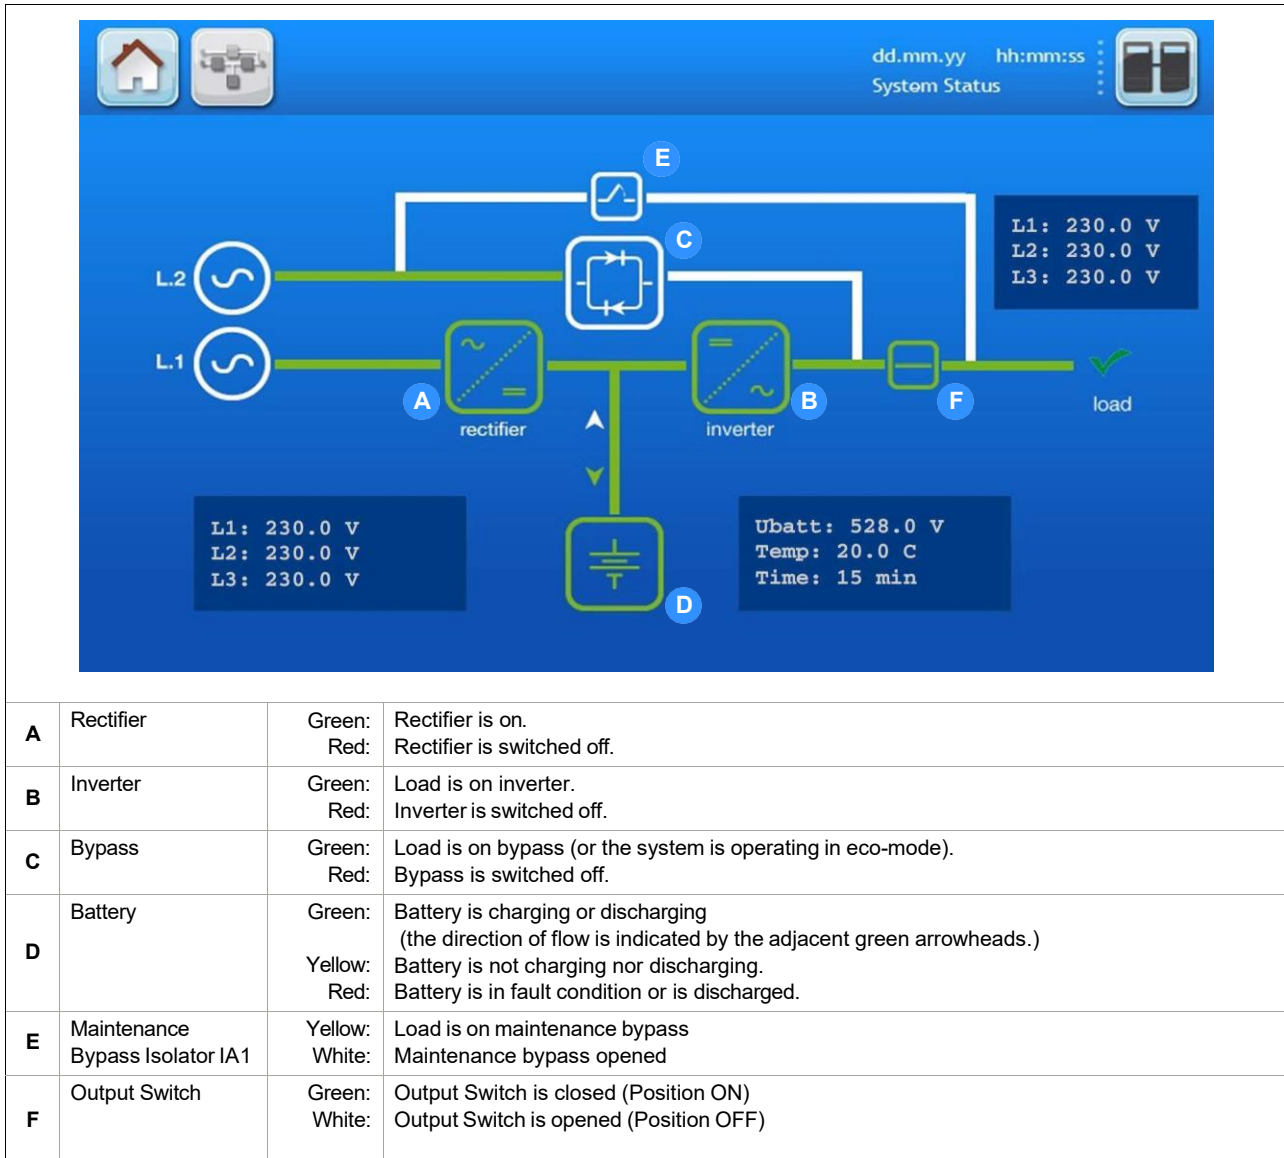 dd.mm.yy hh:mm:ss
System Status
E
C
L1: 230.0 V
L2: 230.0 V
L3: 230.0 V
L.2
L.1
A
B
F
rectifier
inverter
load
L1: 230.0 V
L2: 230.0 V
L3: 230.0 V
Ubatt: 528.0 V
Temp: 20.0 C
Time: 15 min
D
A Rectifier Green: Rectifier is on.
Red: Rectifier is switched off.
B Inverter Green: Load is on inverter.
Red: Inverter is switched off.
C Bypass Green: Load is on bypass (or the system is operating in eco-mode).
Red: Bypass is switched off.
D Battery Green: Battery is charging or discharging
(the direction of flow is indicated by the adjacent green arrowheads.)
Yellow: Battery is not charging nor discharging.
Red: Battery is in fault condition or is discharged.
E Maintenance Yellow: Load is on maintenance bypass
Bypass Isolator IA1 White: Maintenance bypass opened
F Output Switch Green: Output Switch is closed (Position ON)
White: Output Switch is opened (Position OFF)